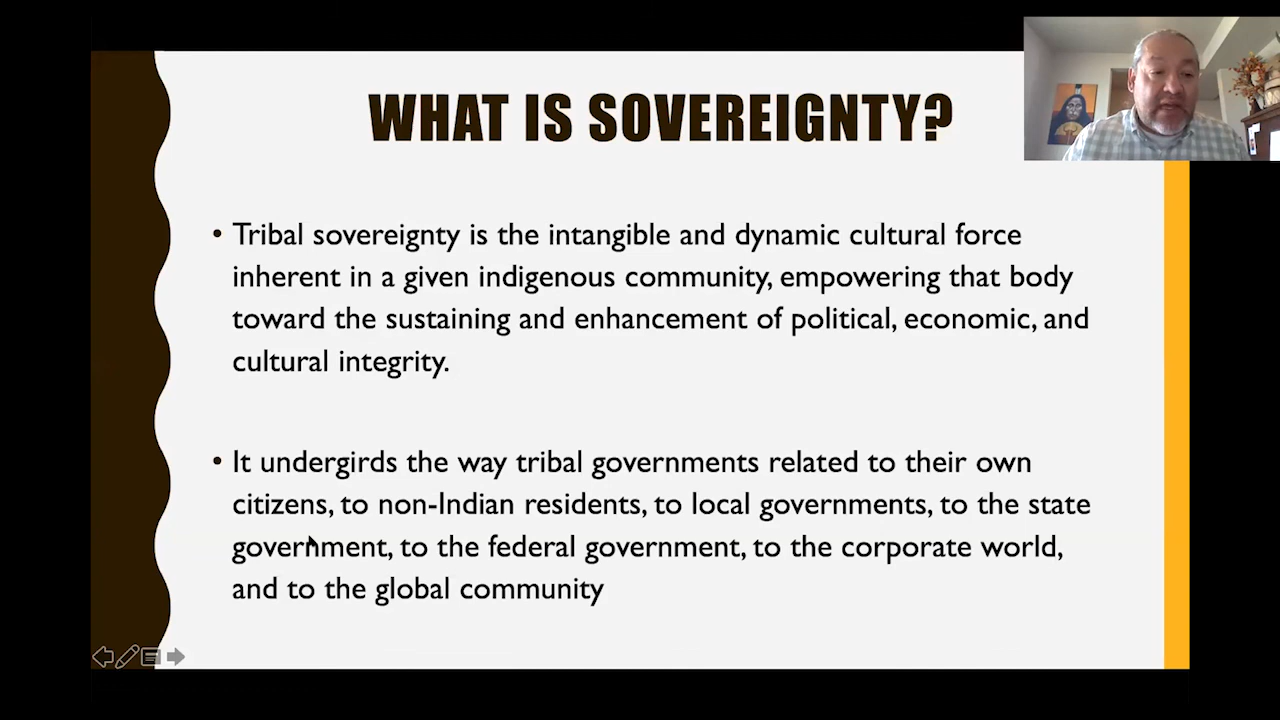 WHAT IS SOVEREIGNTY?
• Tribal sovereignty is the intangible and dynamic cultural force
inherent in a given indigenous community, empowering that body
toward the sustaining and enhancement of political, economic, and
cultural integrity.
• It undergirds the way tribal governments related to their own
citizens, to non-Indian residents, to local governments, to the state
government, to the federal government, to the corporate world,
and to the global community